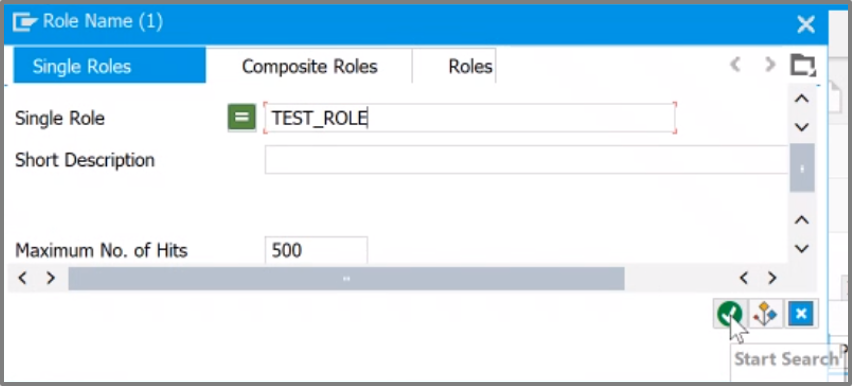 Role Name (1)
Single Roles Composite Roles Roles
Single Role = TEST_ROLE
Short Description
Maximum No. of Hits 500
Start Search